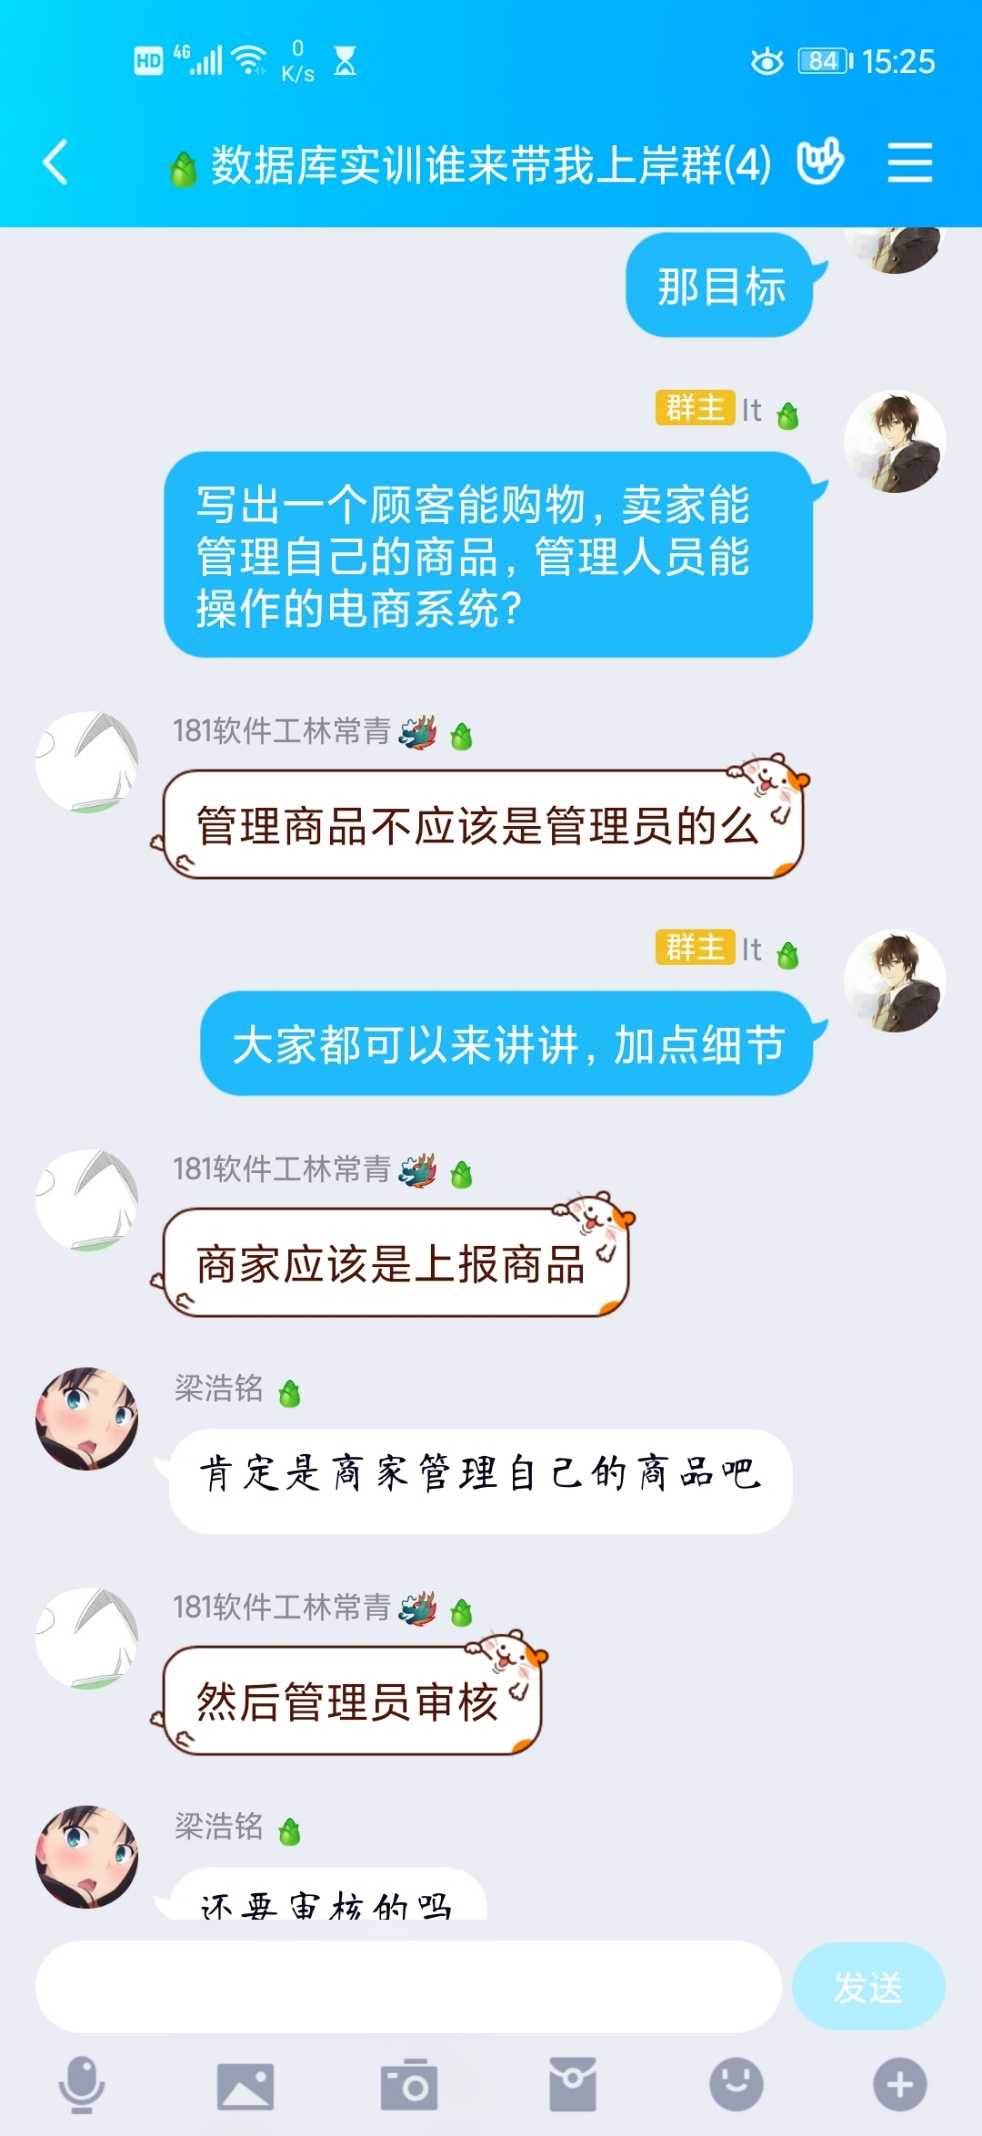 HD 4G 0 K/s 84 15:25
数据库实训谁来带我上岸群(4)
那目标
群主 lt
写出一个顾客能购物，卖家能
管理自己的商品，管理人员能
操作的电商系统？
181软件工林常青
管理商品不应该是管理员的么
群主 lt
大家都可以来讲讲，加点细节
181软件工林常青
商家应该是上报商品
梁浩铭
肯定是商家管理自己的商品吧
181软件工林常青
然后管理员审核
梁浩铭
还要审核的吗
发送